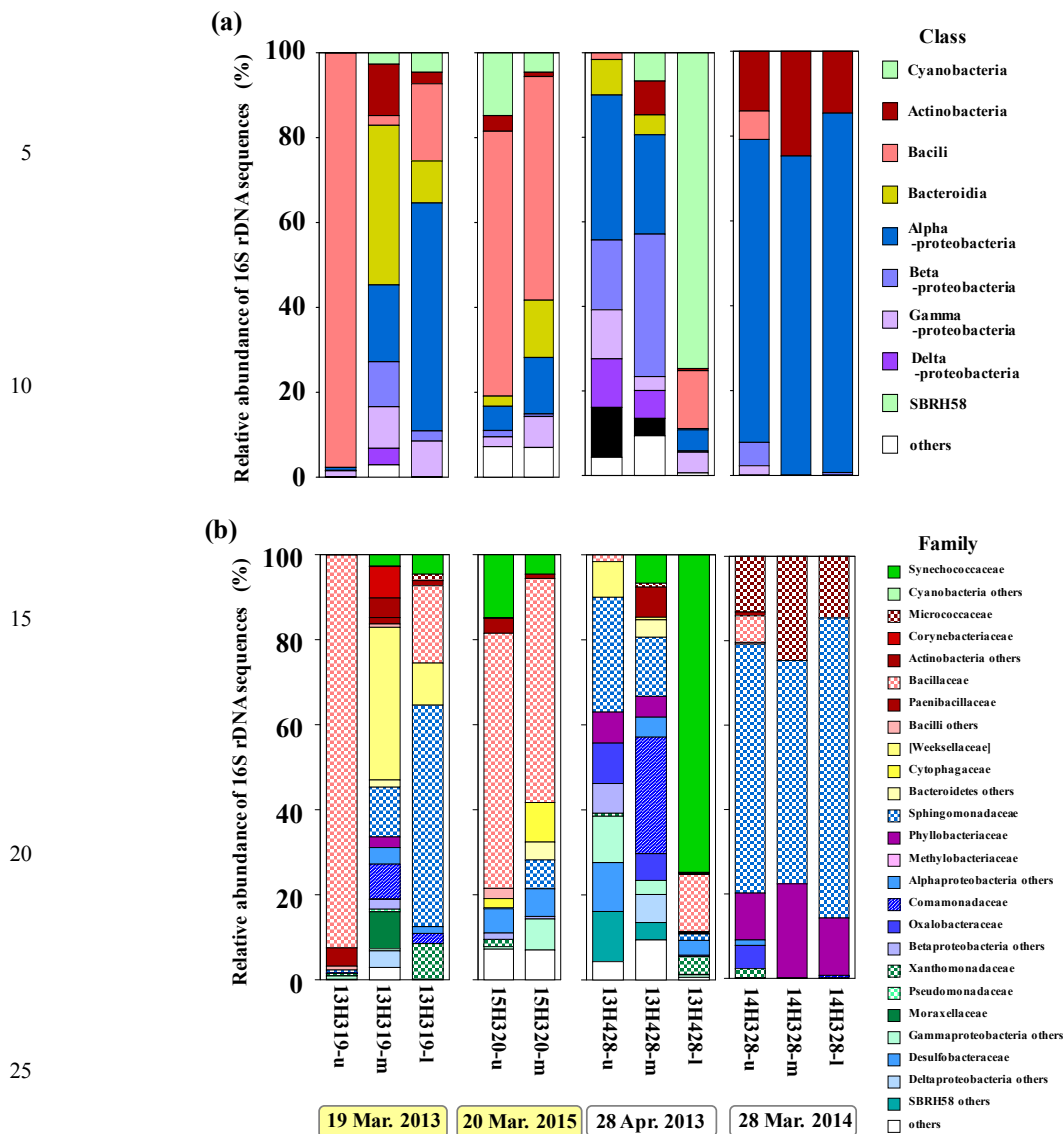 (a)
Relative abundance of 16S rDNA sequences (%)
100
80
60
40
20
0
Class
Cyanobacteria
Actinobacteria
Bacili
Bacteroidia
Alpha
-proteobacteria
Beta
-proteobacteria
Gamma
-proteobacteria
Delta
-proteobacteria
SBRH58
others
5
10
15
20
25
(b)
Relative abundance of 16S rDNA sequences (%)
100
80
60
40
20
0
Family
Synechococcaceae
Cyanobacteria others
Micrococcaceae
Corynebacteriaceae
Actinobacteria others
Bacillaceae
Paenibacillaceae
Bacilli others
[Weeksellaceae]
Cytophagaceae
Bacteroidetes others
Sphingomonadaceae
Phyllobacteriaceae
Methylobacteriaceae
Alphaproteobacteria others
Comamonadaceae
Oxalobacteraceae
Betaproteobacteria others
Xanthomonadaceae
Pseudomonadaceae
Moraxellaceae
Gammaproteobacteria others
Desulfobacteraceae
Deltaproteobacteria others
SBRH58 others
others
13H319-u
13H319-m
13H319-l
15H320-u
15H320-m
13H428-u
13H428-m
13H428-l
14H328-u
14H328-m
14H328-l
19 Mar. 2013
20 Mar. 2015
28 Apr. 2013
28 Mar. 2014